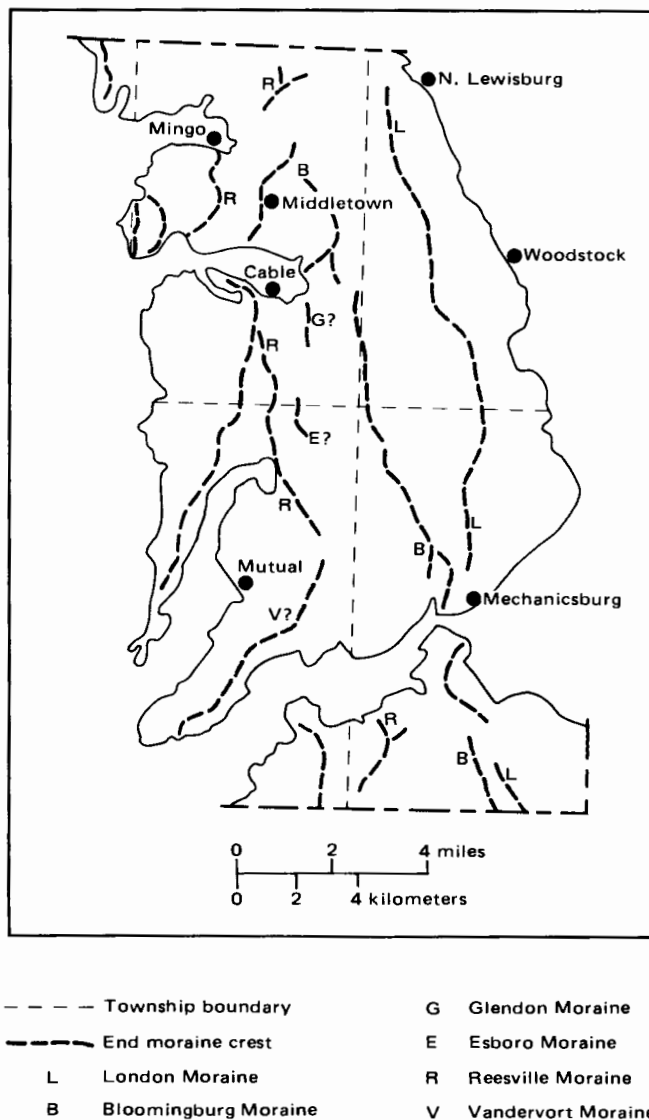 N. Lewisburg
R
L
Mingo
B
R
Middletown
Woodstock
Cable
G?
R
E?
R
L
B
Mutual
Mechanicsburg
V?
R
B
L
0 2 4 miles
0 2 4 kilometers
Township boundary
End moraine crest
L London Moraine
B Bloomingburg Moraine
G Glendon Moraine
E Esboro Moraine
R Reesville Moraine
V Vandervort Moraine